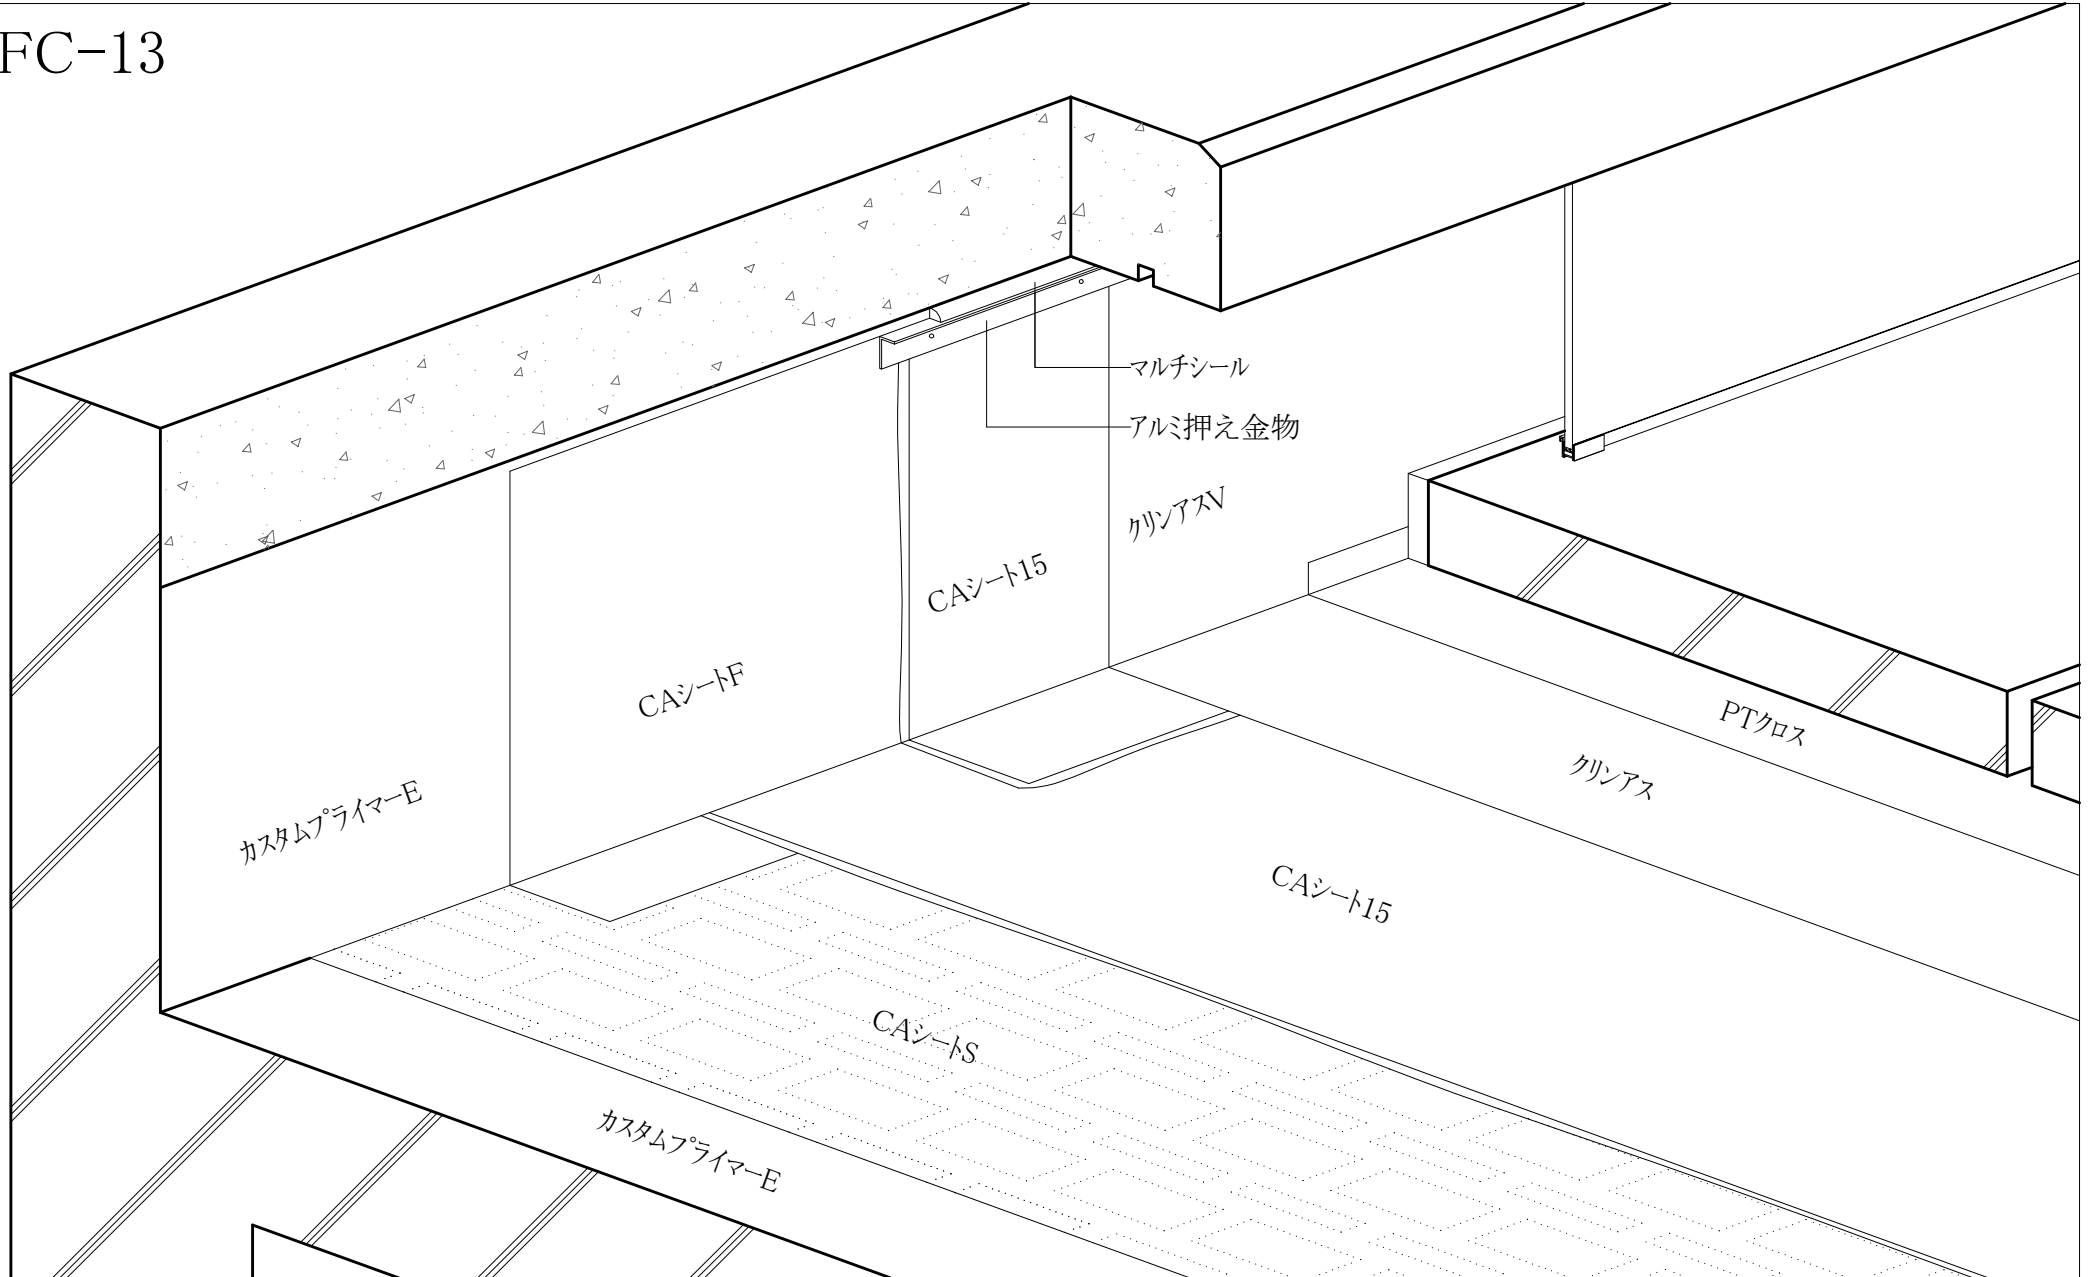 FC-13
マルチシール
アルミ押え金物
クリンアスV
CAシート15
CAシートF
カスタムプライマーE
PTクロス
クリンアス
CAシート15
CAシートS
カスタムプライマーE